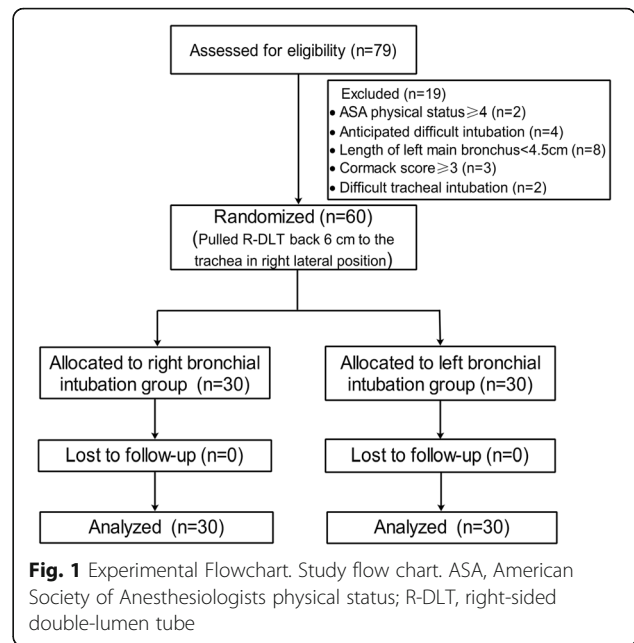 Assessed for eligibility (n=79)
Excluded (n=19)
• ASA physical status≥4 (n=2)
• Anticipated difficult intubation (n=4)
• Length of left main bronchus<4.5cm (n=8)
• Cormack score≥3 (n=3)
• Difficult tracheal intubation (n=2)
Randomized (n=60)
(Pulled R-DLT back 6 cm to the
trachea in right lateral position)
Allocated to right bronchial
intubation group (n=30)
Allocated to left bronchial
intubation group (n=30)
Lost to follow-up (n=0)
Lost to follow-up (n=0)
Analyzed (n=30)
Analyzed (n=30)
Fig. 1 Experimental Flowchart. Study flow chart. ASA, American
Society of Anesthesiologists physical status; R-DLT, right-sided
double-lumen tube